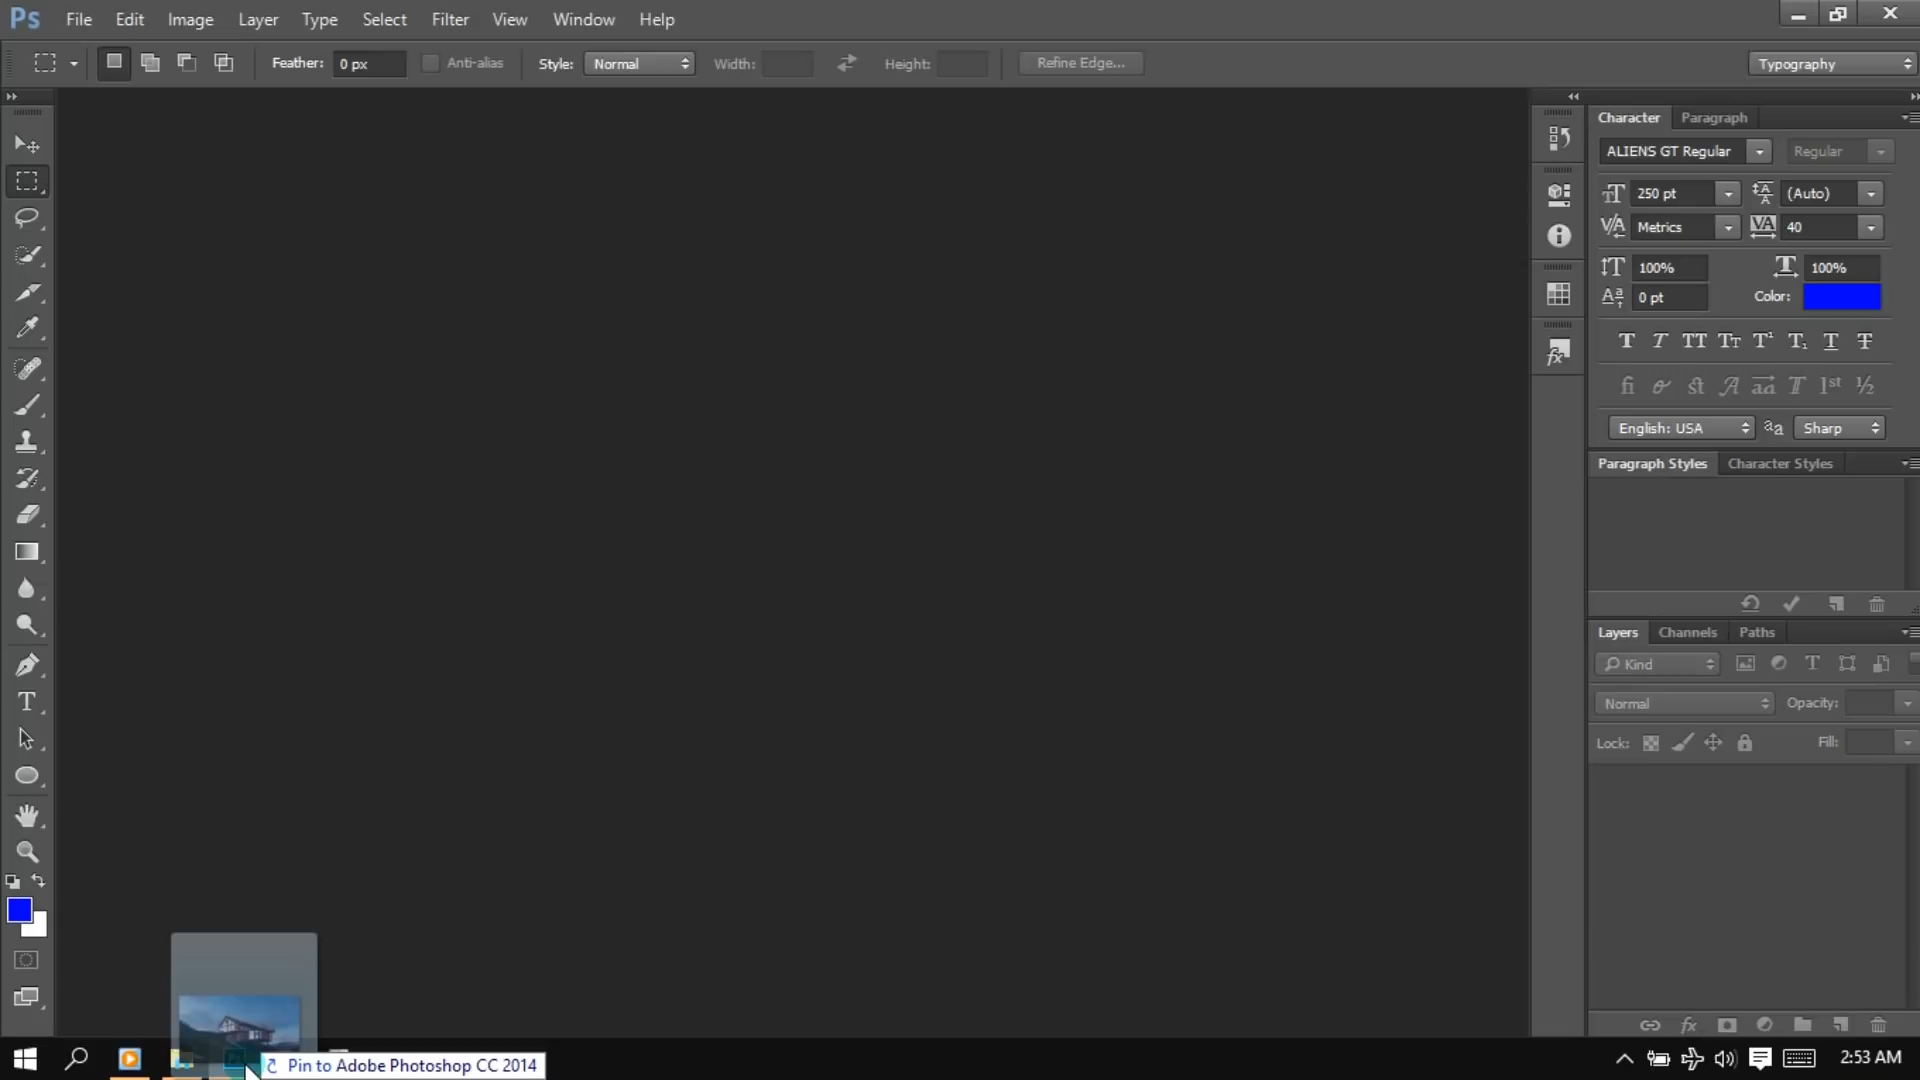 Ps File Edit Image Layer Type Select Filter View Window Help
Feather: 0 px Anti-alias Style: Normal Width: Height: Refine Edge... Typography
Character Paragraph
ALIENS GT Regular Regular
250 pt (Auto)
Metrics 40
100% 100%
0 pt Color:
English: USA Sharp
Paragraph Styles Character Styles
Layers Channels Paths
Kind
Normal Opacity:
Lock: Fill:
Pin to Adobe Photoshop CC 2014
2:53 AM